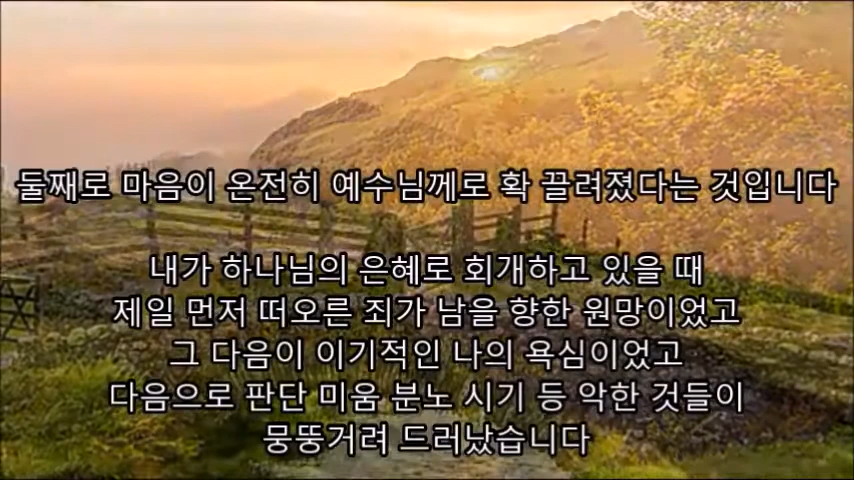 둘째로 마음이 온전히 예수님께로 확 끌려졌다는 것입니다
내가 하나님의 은혜로 회개하고 있을 때
제일 먼저 떠오른 죄가 남을 향한 원망이었고
그 다음이 이기적인 나의 욕심이었고
다음으로 판단 미움 분노 시기 등 악한 것들이
뭉뚱거려 드러났습니다